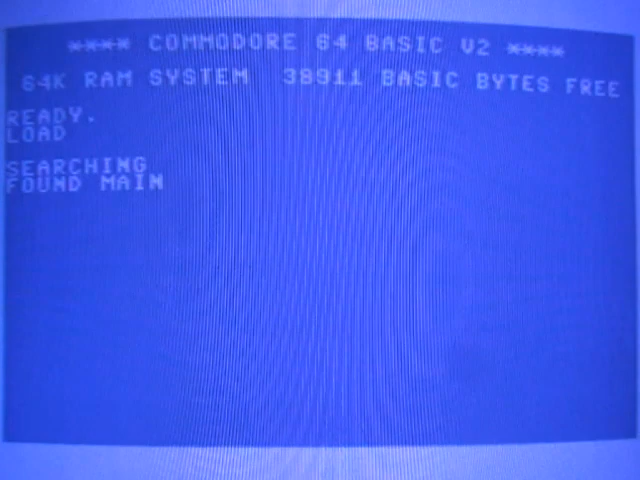 **** COMMODORE 64 BASIC V2 ****
64K RAM SYSTEM  38911 BASIC BYTES FREE
READY.
LOAD
SEARCHING
FOUND MAIN